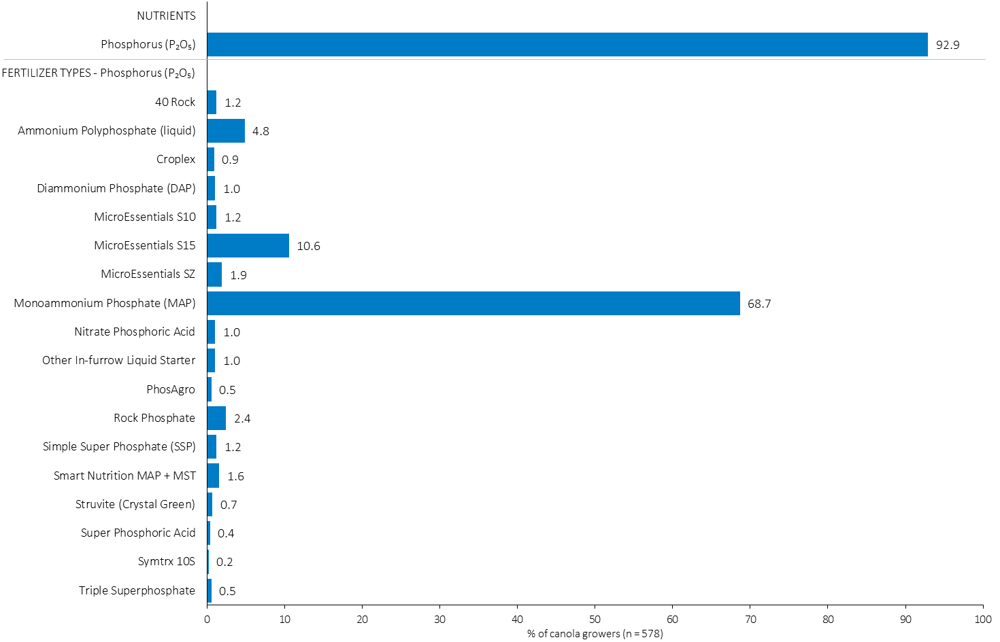 NUTRIENTS
Phosphorus (P₂O₅) 92.9
FERTILIZER TYPES - Phosphorus (P₂O₅)
40 Rock 1.2
Ammonium Polyphosphate (liquid) 4.8
Croplex 0.9
Diammonium Phosphate (DAP) 1.0
MicroEssentials S10 1.2
MicroEssentials S15 10.6
MicroEssentials SZ 1.9
Monoammonium Phosphate (MAP) 68.7
Nitrate Phosphoric Acid 1.0
Other In-furrow Liquid Starter 1.0
PhosAgro 0.5
Rock Phosphate 2.4
Simple Super Phosphate (SSP) 1.2
Smart Nutrition MAP + MST 1.6
Struvite (Crystal Green) 0.7
Super Phosphoric Acid 0.4
Symtrx 10S 0.2
Triple Superphosphate 0.5
0 10 20 30 40 50 60 70 80 90 100
% of canola growers (n = 578)